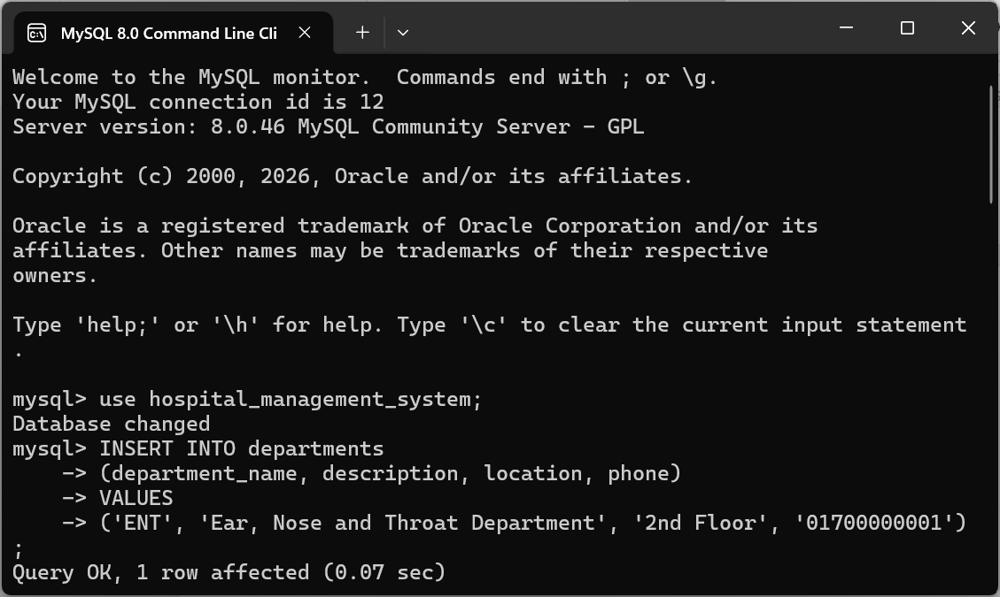 MySQL 8.0 Command Line Cli
Welcome to the MySQL monitor.  Commands end with ; or \g.
Your MySQL connection id is 12
Server version: 8.0.46 MySQL Community Server - GPL
Copyright (c) 2000, 2026, Oracle and/or its affiliates.
Oracle is a registered trademark of Oracle Corporation and/or its
affiliates. Other names may be trademarks of their respective
owners.
Type 'help;' or '\h' for help. Type '\c' to clear the current input statement
.
mysql> use hospital_management_system;
Database changed
mysql> INSERT INTO departments
    -> (department_name, description, location, phone)
    -> VALUES
    -> ('ENT', 'Ear, Nose and Throat Department', '2nd Floor', '01700000001')
;
Query OK, 1 row affected (0.07 sec)